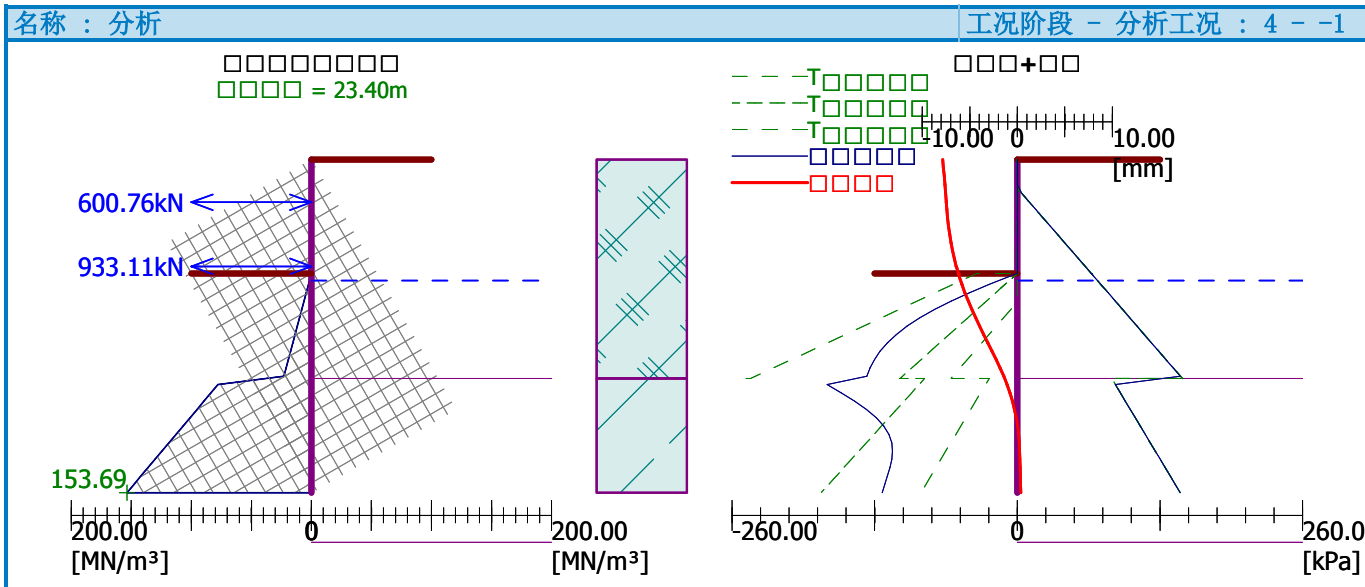 名称 : 分析
工况阶段 - 分析工况 : 4 - -1
□□□□□□□□
□□□□ = 23.40m
600.76kN
933.11kN
153.69
200.00
0
200.00
[MN/m³]
[MN/m³]
T□□□□□
T□□□□□
T□□□□□
□□□□□
□□□□
□□□+□□
-10.00
0
10.00
[mm]
-260.00
0
260.0
[kPa]